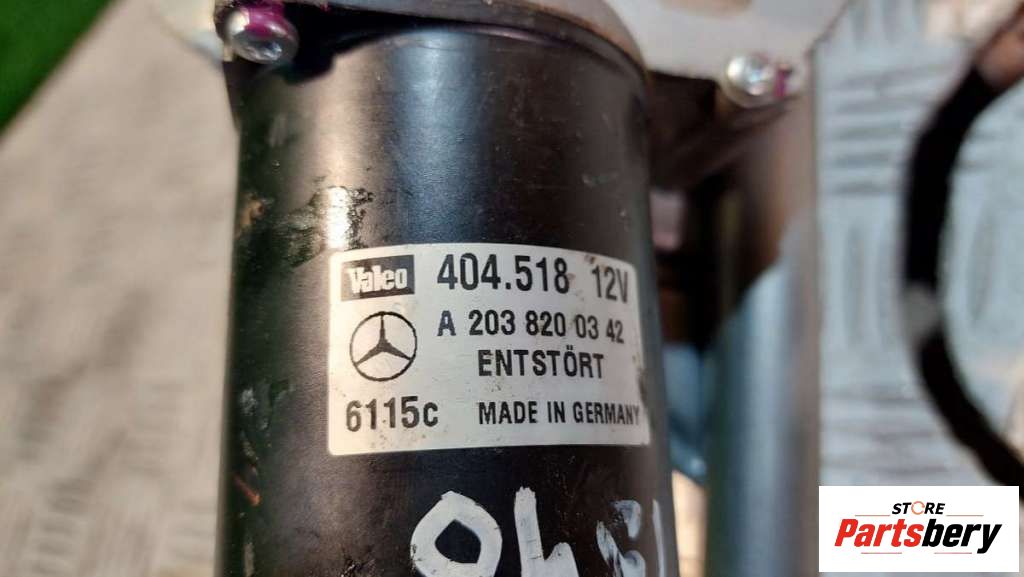 Valeo 404.518 12V
A 203 820 03 42
ENTSTÖRT
6115c MADE IN GERMANY
STORE
Partsbery